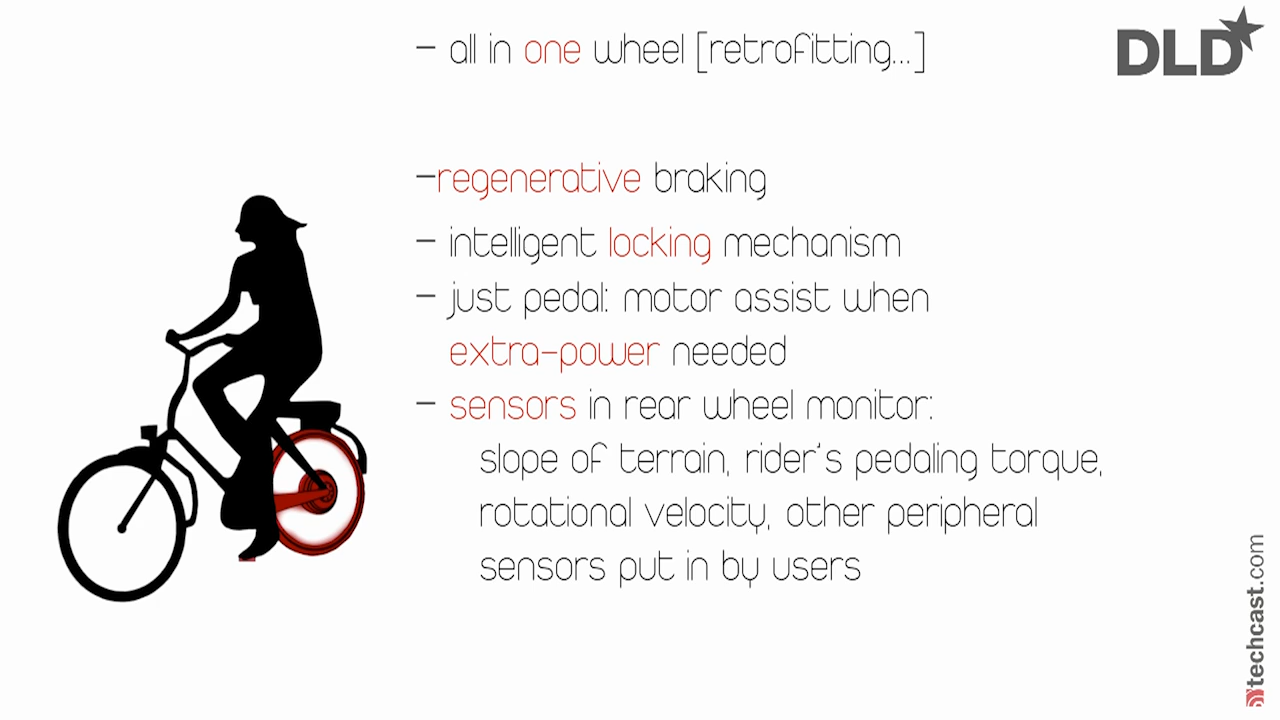 – all in one wheel [retrofitting...]
DLD
–regenerative braking
– intelligent locking mechanism
– just pedal: motor assist when
extra-power needed
– sensors in rear wheel monitor:
slope of terrain, rider's pedaling torque,
rotational velocity, other peripheral
sensors put in by users
techcast.com